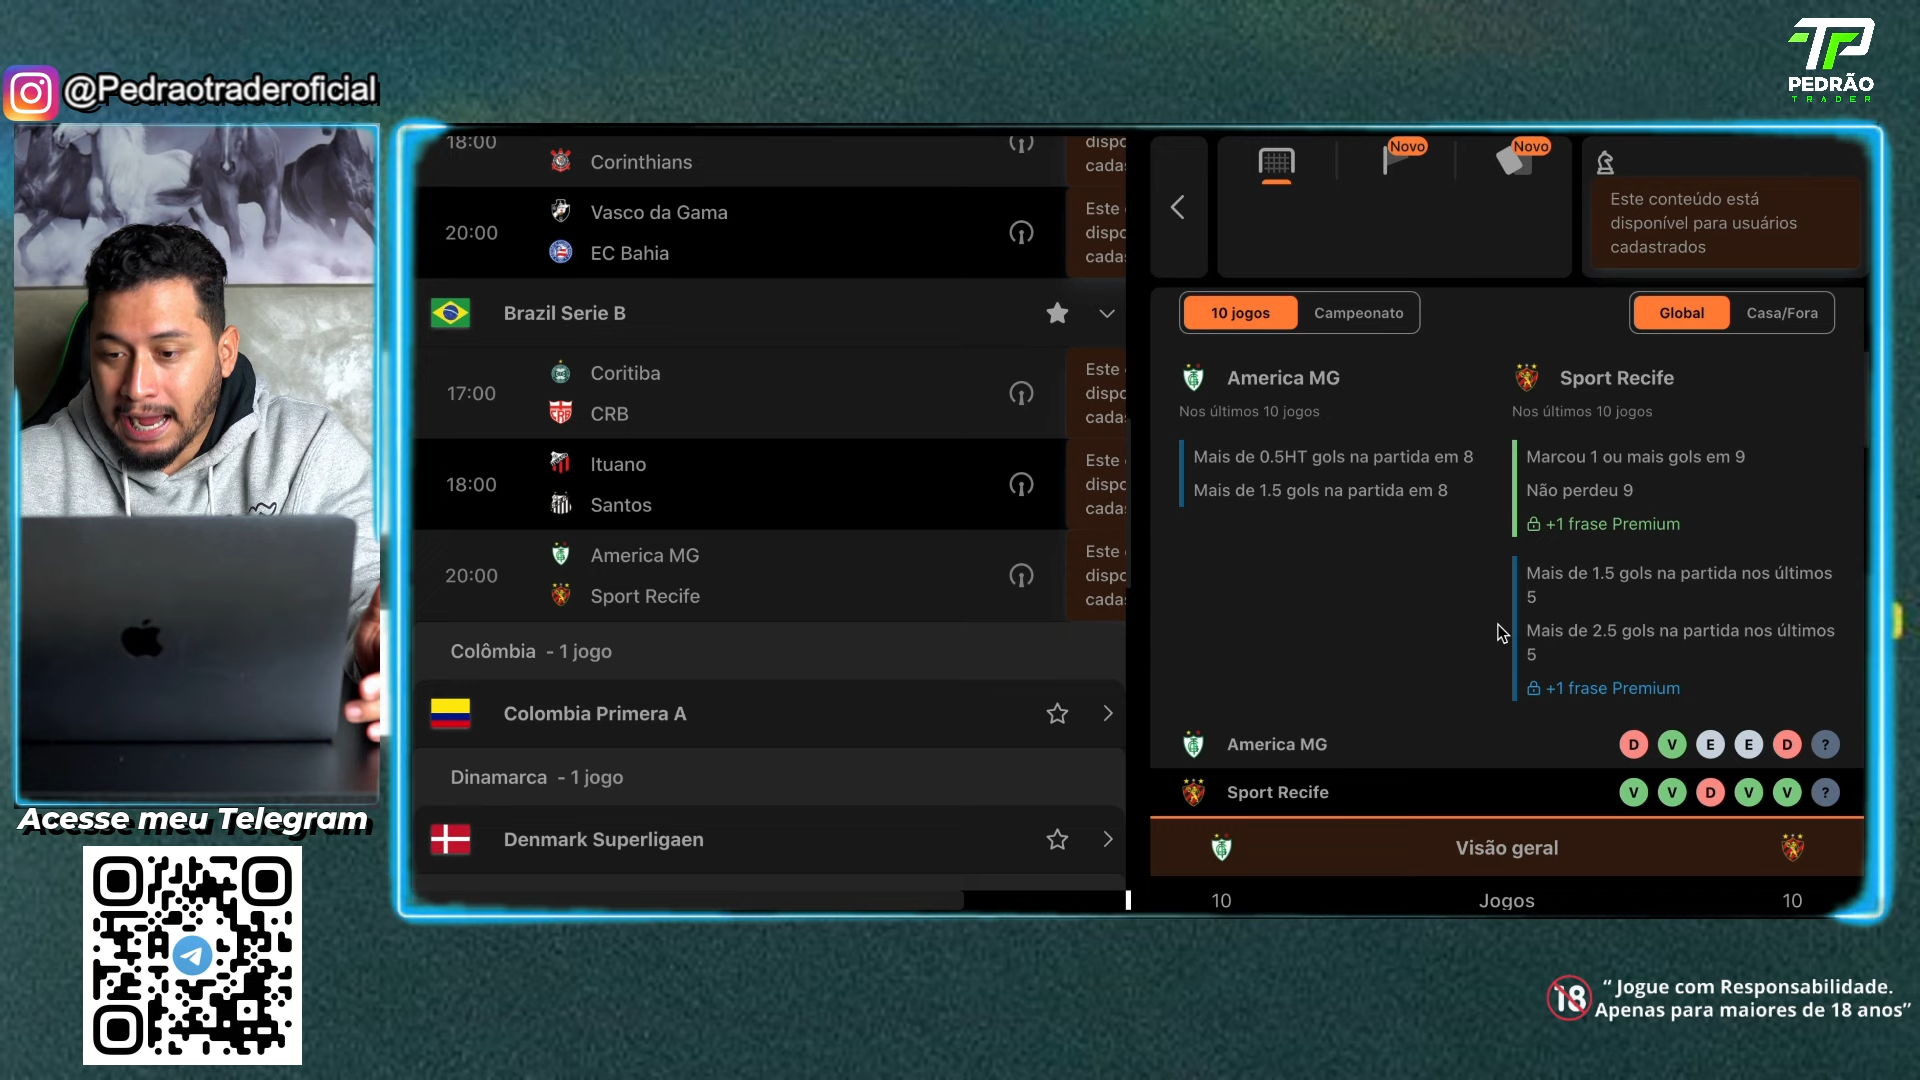 @Pedraotraderoficial
TP
PEDRÃO
TRADER
18:00
Corinthians
20:00
Vasco da Gama
EC Bahia
Brazil Serie B
17:00
Coritiba
CRB
CRB
18:00
Ituano
Santos
20:00
America MG
Sport Recife
Colômbia - 1 jogo
Colombia Primera A
Dinamarca - 1 jogo
Denmark Superligaen
Este
Este
Este
Este
Novo
Novo
Este conteúdo está
disponível para usuários
cadastrados
10 jogos
Campeonato
Global
Casa/Fora
America MG
Nos últimos 10 jogos
Mais de 0.5HT gols na partida em 8
Mais de 1.5 gols na partida em 8
Sport Recife
Nos últimos 10 jogos
Marcou 1 ou mais gols em 9
Não perdeu 9
+1 frase Premium
Mais de 1.5 gols na partida nos últimos
5
Mais de 2.5 gols na partida nos últimos
5
+1 frase Premium
America MG D V E E D ?
Sport Recife V V D V V ?
Visão geral
10 Jogos 10
Acesse meu Telegram
18
“ Jogue com Responsabilidade.
Apenas para maiores de 18 anos”